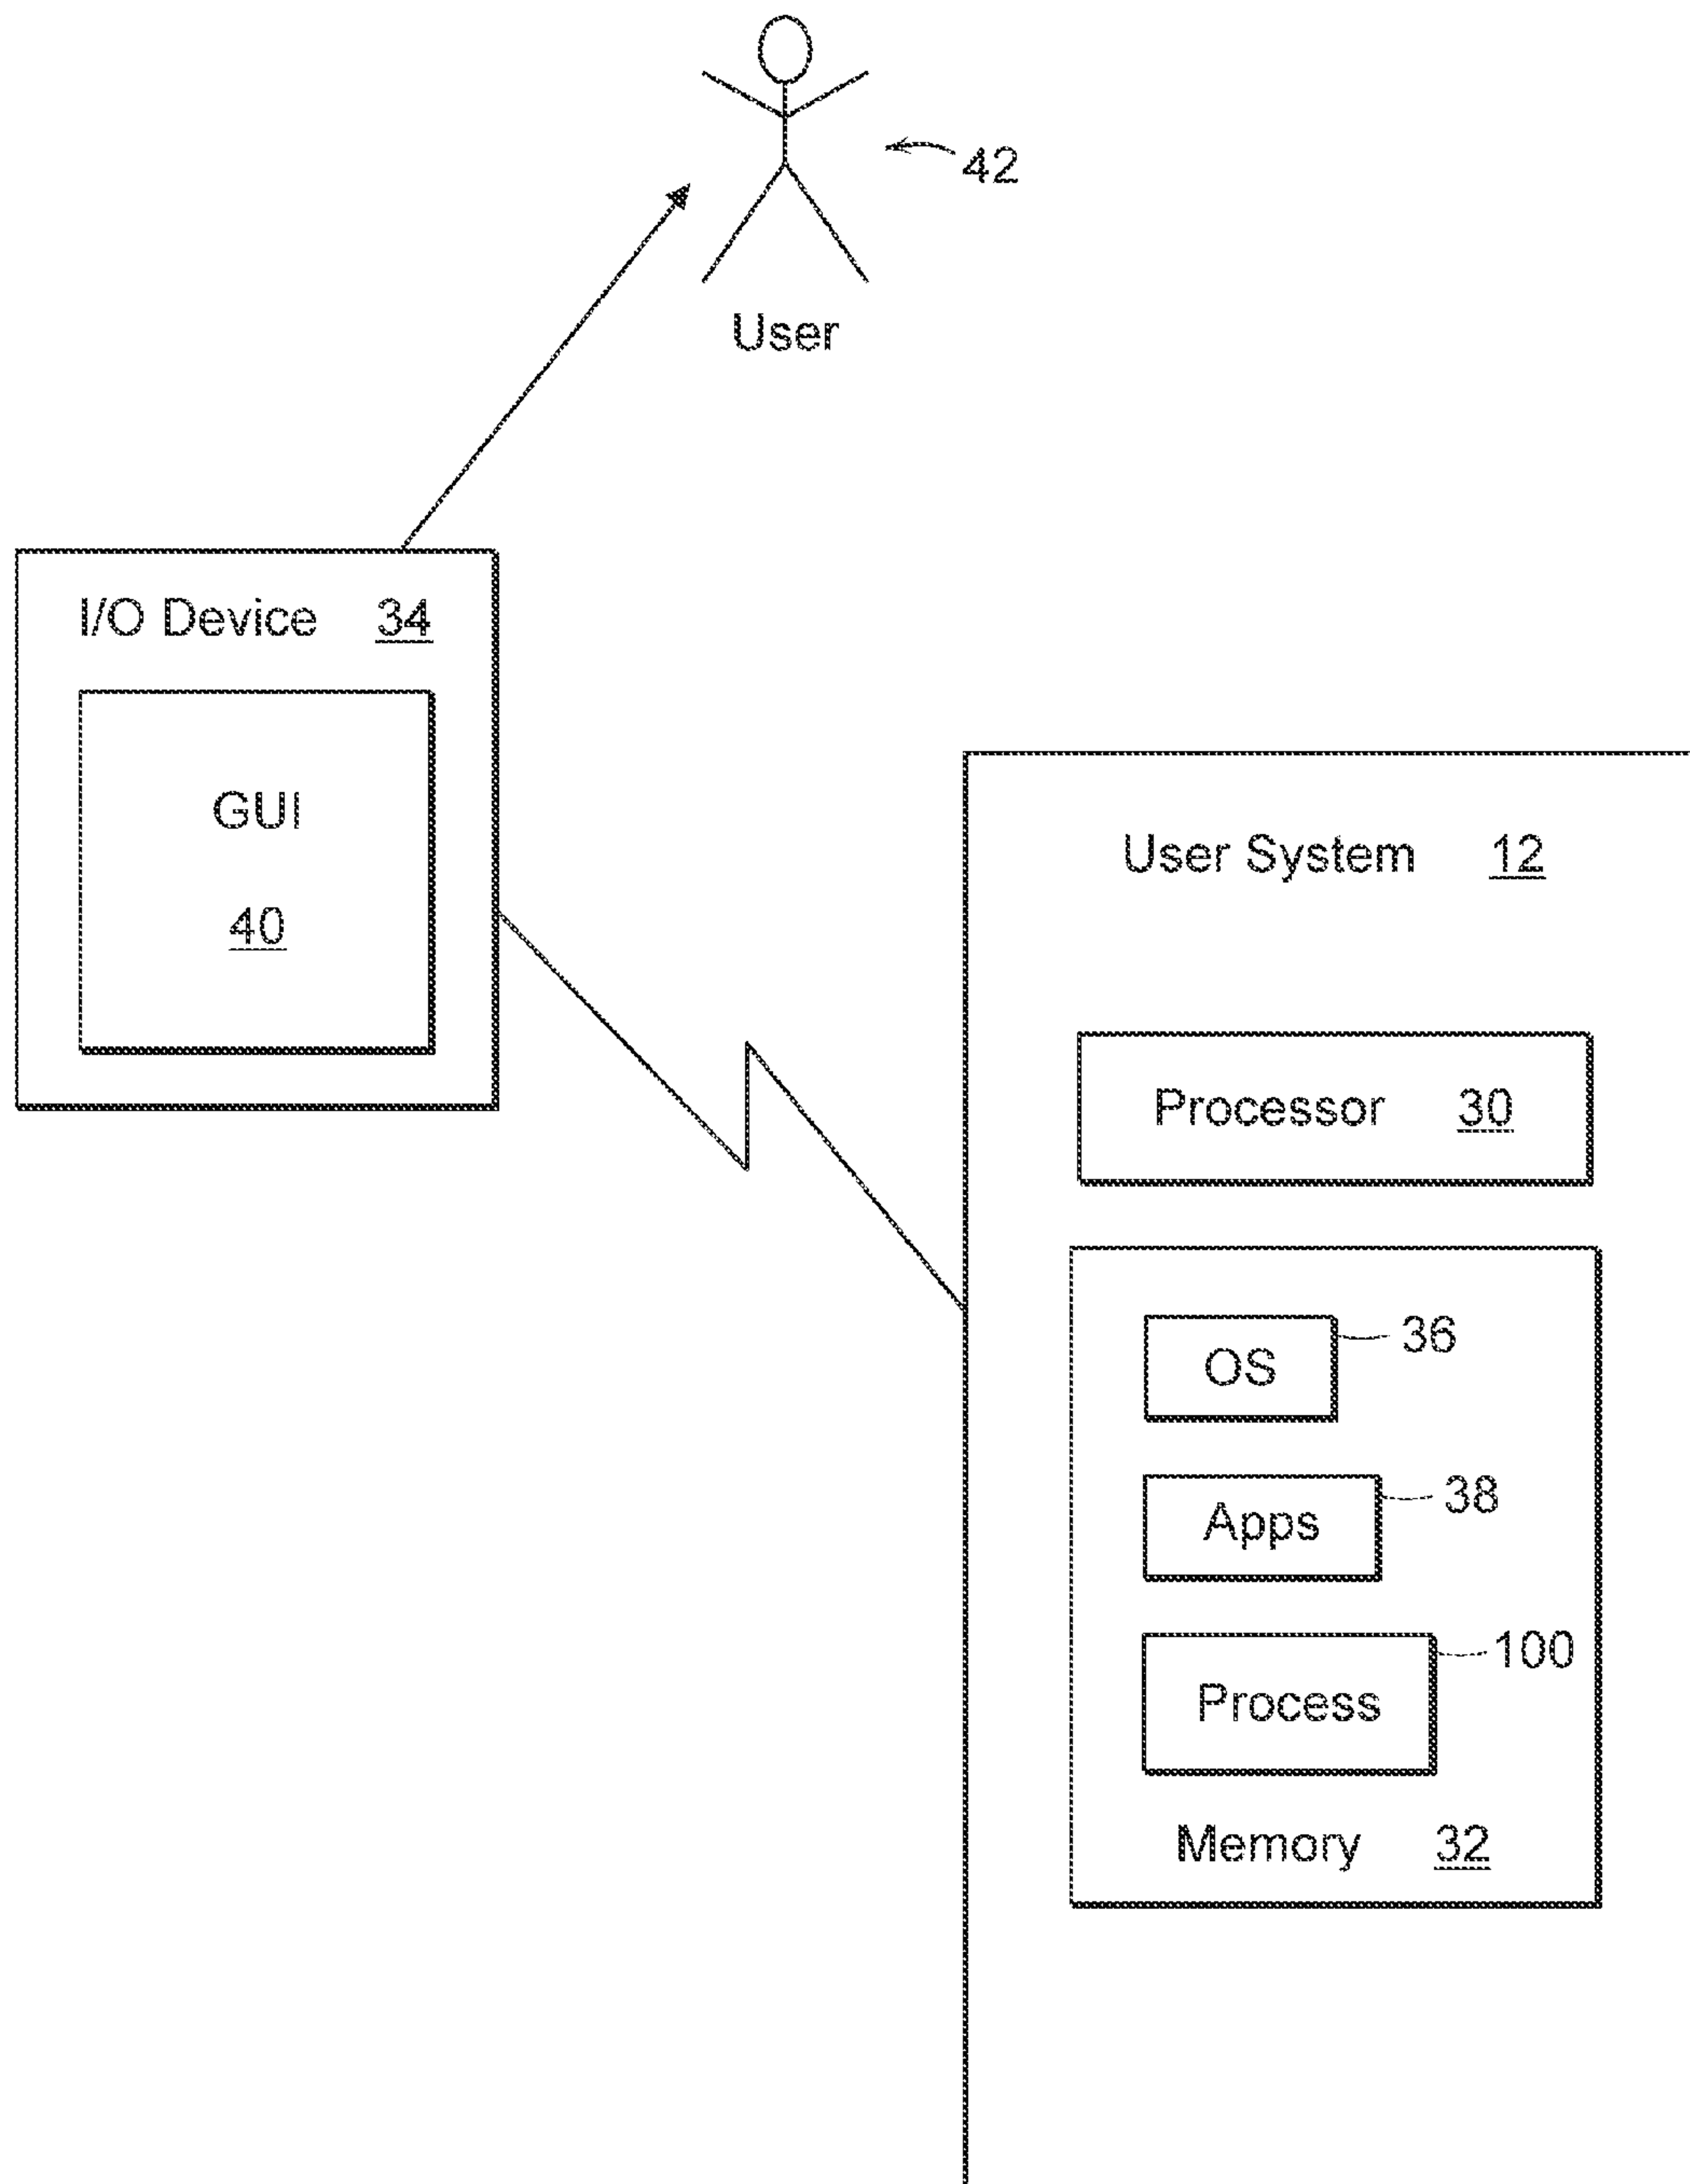 42
User
I/O Device 34
GUI
40
User System 12
Processor 30
OS
36
Apps
38
Process
100
Memory 32